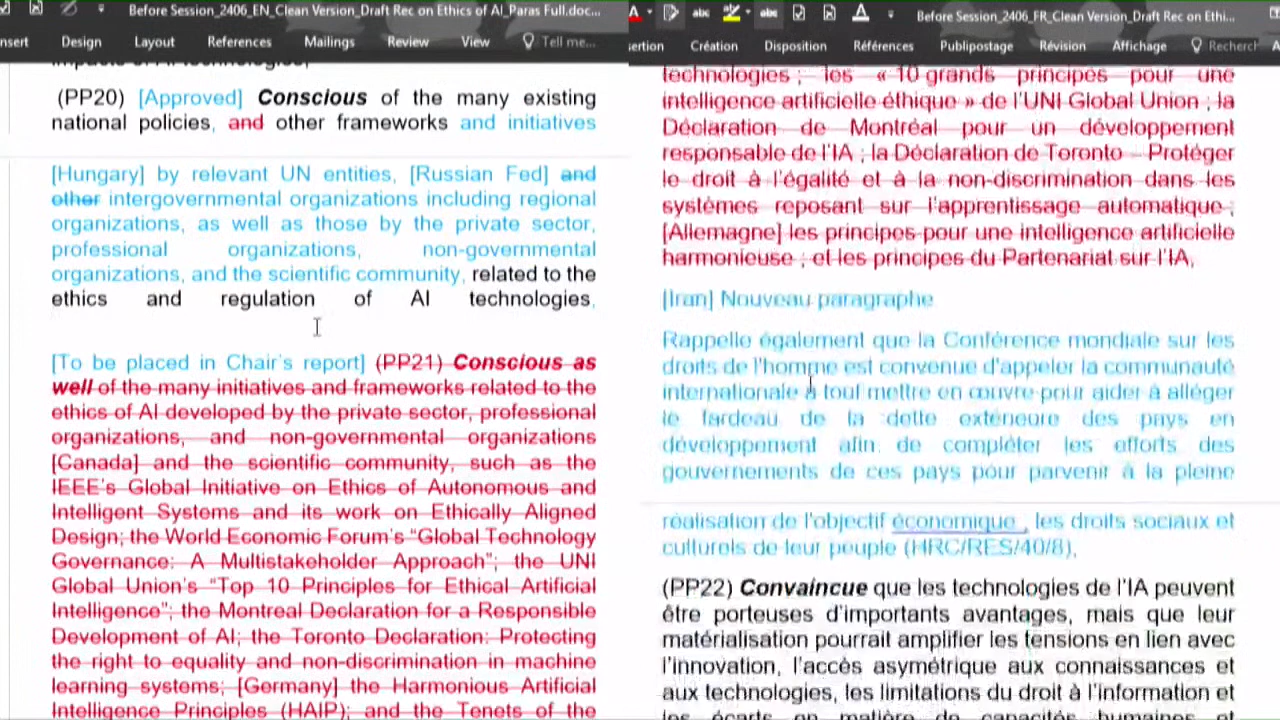 Before Session_2406_EN_Clean Version_Draft Rec on Ethics of AI_Paras Full.doc...
nsert Design Layout References Mailings Review View Tell me...
(PP20) [Approved] Conscious of the many existing
national policies, and other frameworks and initiatives
[Hungary] by relevant UN entities, [Russian Fed] and
other intergovernmental organizations including regional
organizations, as well as those by the private sector,
professional organizations, non-governmental
organizations, and the scientific community, related to the
ethics and regulation of AI technologies,
[To be placed in Chair's report] (PP21) Conscious as
well of the many initiatives and frameworks related to the
ethics of AI developed by the private sector, professional
organizations, and non-governmental organizations
[Canada] and the scientific community, such as the
IEEE's Global Initiative on Ethics of Autonomous and
Intelligent Systems and its work on Ethically Aligned
Design; the World Economic Forum's “Global Technology
Governance: A Multistakeholder Approach”; the UNI
Global Union's “Top 10 Principles for Ethical Artificial
Intelligence”; the Montreal Declaration for a Responsible
Development of AI; the Toronto Declaration: Protecting
the right to equality and non-discrimination in machine
learning systems; [Germany] the Harmonious Artificial
Intelligence Principles (HAIP); and the Tenets of the
Before Session_2406_FR_Clean Version_Draft Rec on Ethi...
sertion Création Disposition Références Publipostage Révision Affichage Recherc
technologies ; les « 10 grands principes pour une
intelligence artificielle éthique » de l'UNI Global Union ; la
Déclaration de Montréal pour un développement
responsable de l'IA ; la Déclaration de Toronto – Protéger
le droit à l'égalité et à la non-discrimination dans les
systèmes reposant sur l'apprentissage automatique ;
[Allemagne] les principes pour une intelligence artificielle
harmonieuse ; et les principes du Partenariat sur l'IA,
[Iran] Nouveau paragraphe
Rappelle également que la Conférence mondiale sur les
droits de l'homme est convenue d'appeler la communauté
internationale à tout mettre en œuvre pour aider à alléger
le fardeau de la dette extérieure des pays en
développement afin de compléter les efforts des
gouvernements de ces pays pour parvenir à la pleine
réalisation de l'objectif économique , les droits sociaux et
culturels de leur peuple (HRC/RES/40/8),
(PP22) Convaincue que les technologies de l'IA peuvent
être porteuses d'importants avantages, mais que leur
matérialisation pourrait amplifier les tensions en lien avec
l'innovation, l'accès asymétrique aux connaissances et
aux technologies, les limitations du droit à l'information et
les écarts en matière de capacités humaines et